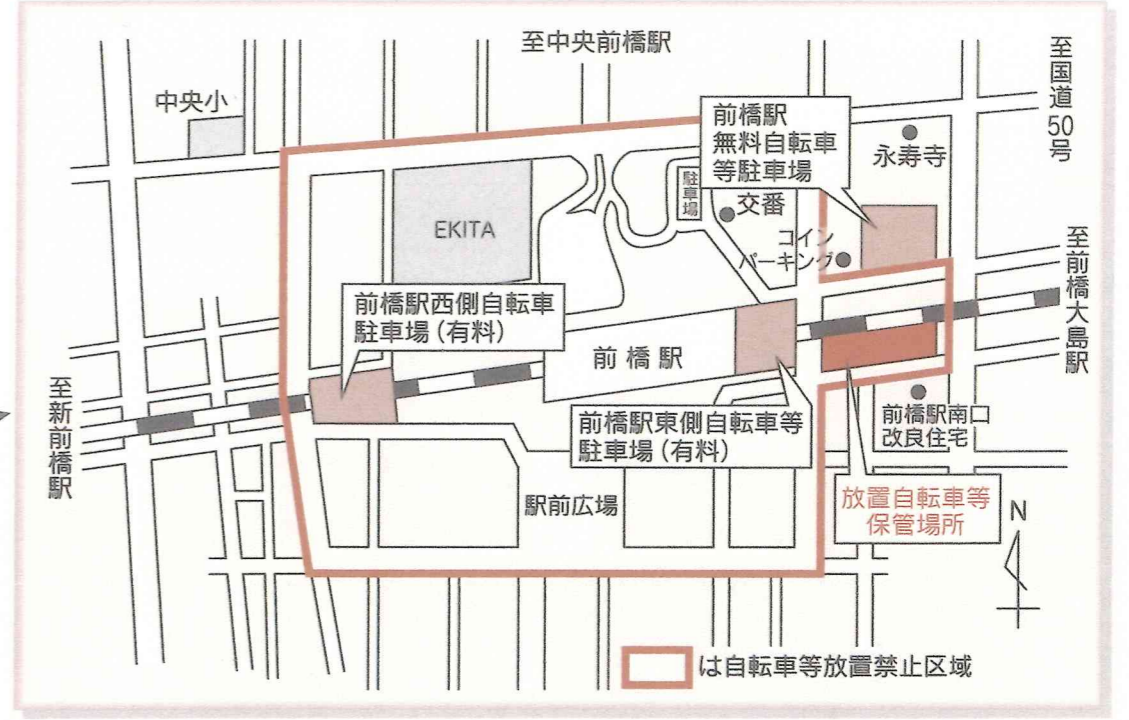 至中央前橋駅
至国道50号
中央小
前橋駅
無料自転車
等駐車場
永寿寺
駐車場
交番
EKITA
コイン
パーキング
至前橋大島駅
前橋駅西側自転車
駐車場(有料)
前橋駅
至新前橋駅
前橋駅東側自転車等
駐車場(有料)
前橋駅南口
改良住宅
駅前広場
放置自転車等
保管場所
N
は自転車等放置禁止区域